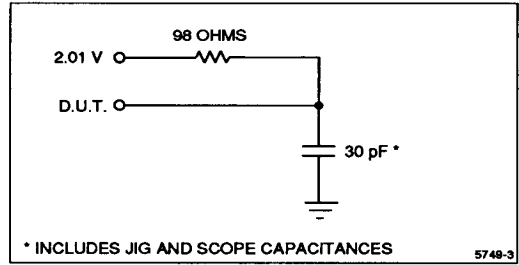 98 OHMS
2.01 V
D.U.T.
30 pF *
* INCLUDES JIG AND SCOPE CAPACITANCES
5749-3